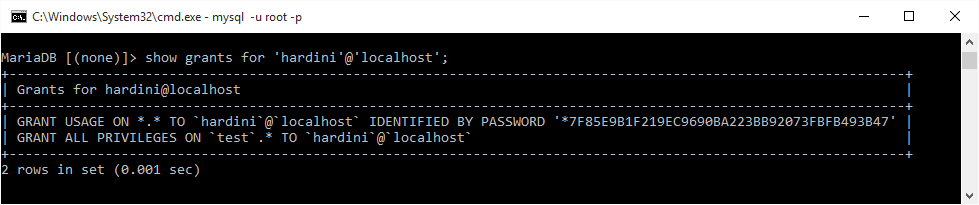 C:\Windows\System32\cmd.exe - mysql  -u root -p
MariaDB [(none)]> show grants for 'hardini'@'localhost';
+----------------------------------------------------------------------------------------------------------------+
| Grants for hardini@localhost                                                                                   |
+----------------------------------------------------------------------------------------------------------------+
| GRANT USAGE ON *.* TO `hardini`@`localhost` IDENTIFIED BY PASSWORD '*7F85E9B1F219EC9690BA223BB92073FBFB493B47' |
| GRANT ALL PRIVILEGES ON `test`.* TO `hardini`@`localhost`                                                      |
+----------------------------------------------------------------------------------------------------------------+
2 rows in set (0.001 sec)